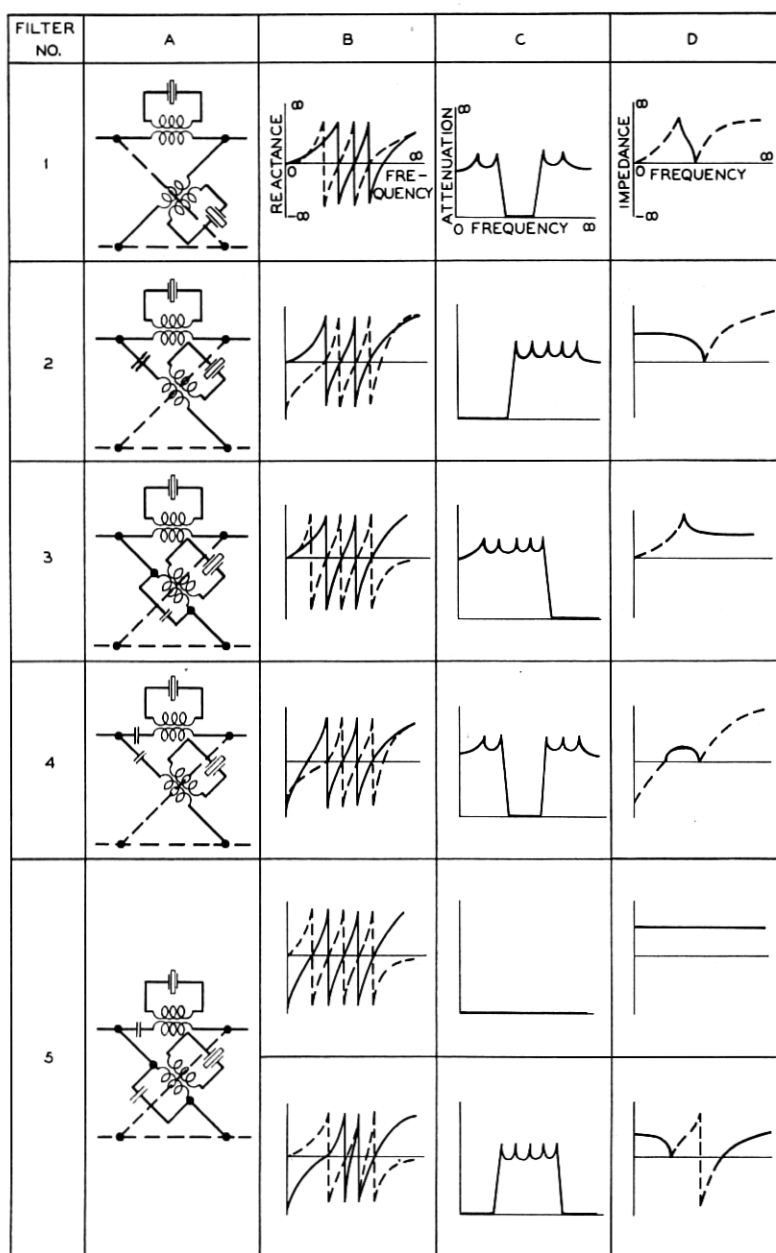 FILTER NO. A B C D
1
REACTANCE
∞
0
-∞
∞
FRE-
QUENCY
ATTENUATION
∞
0 FREQUENCY ∞
IMPEDANCE
∞
0
-∞
∞
FREQUENCY
2
3
4
5